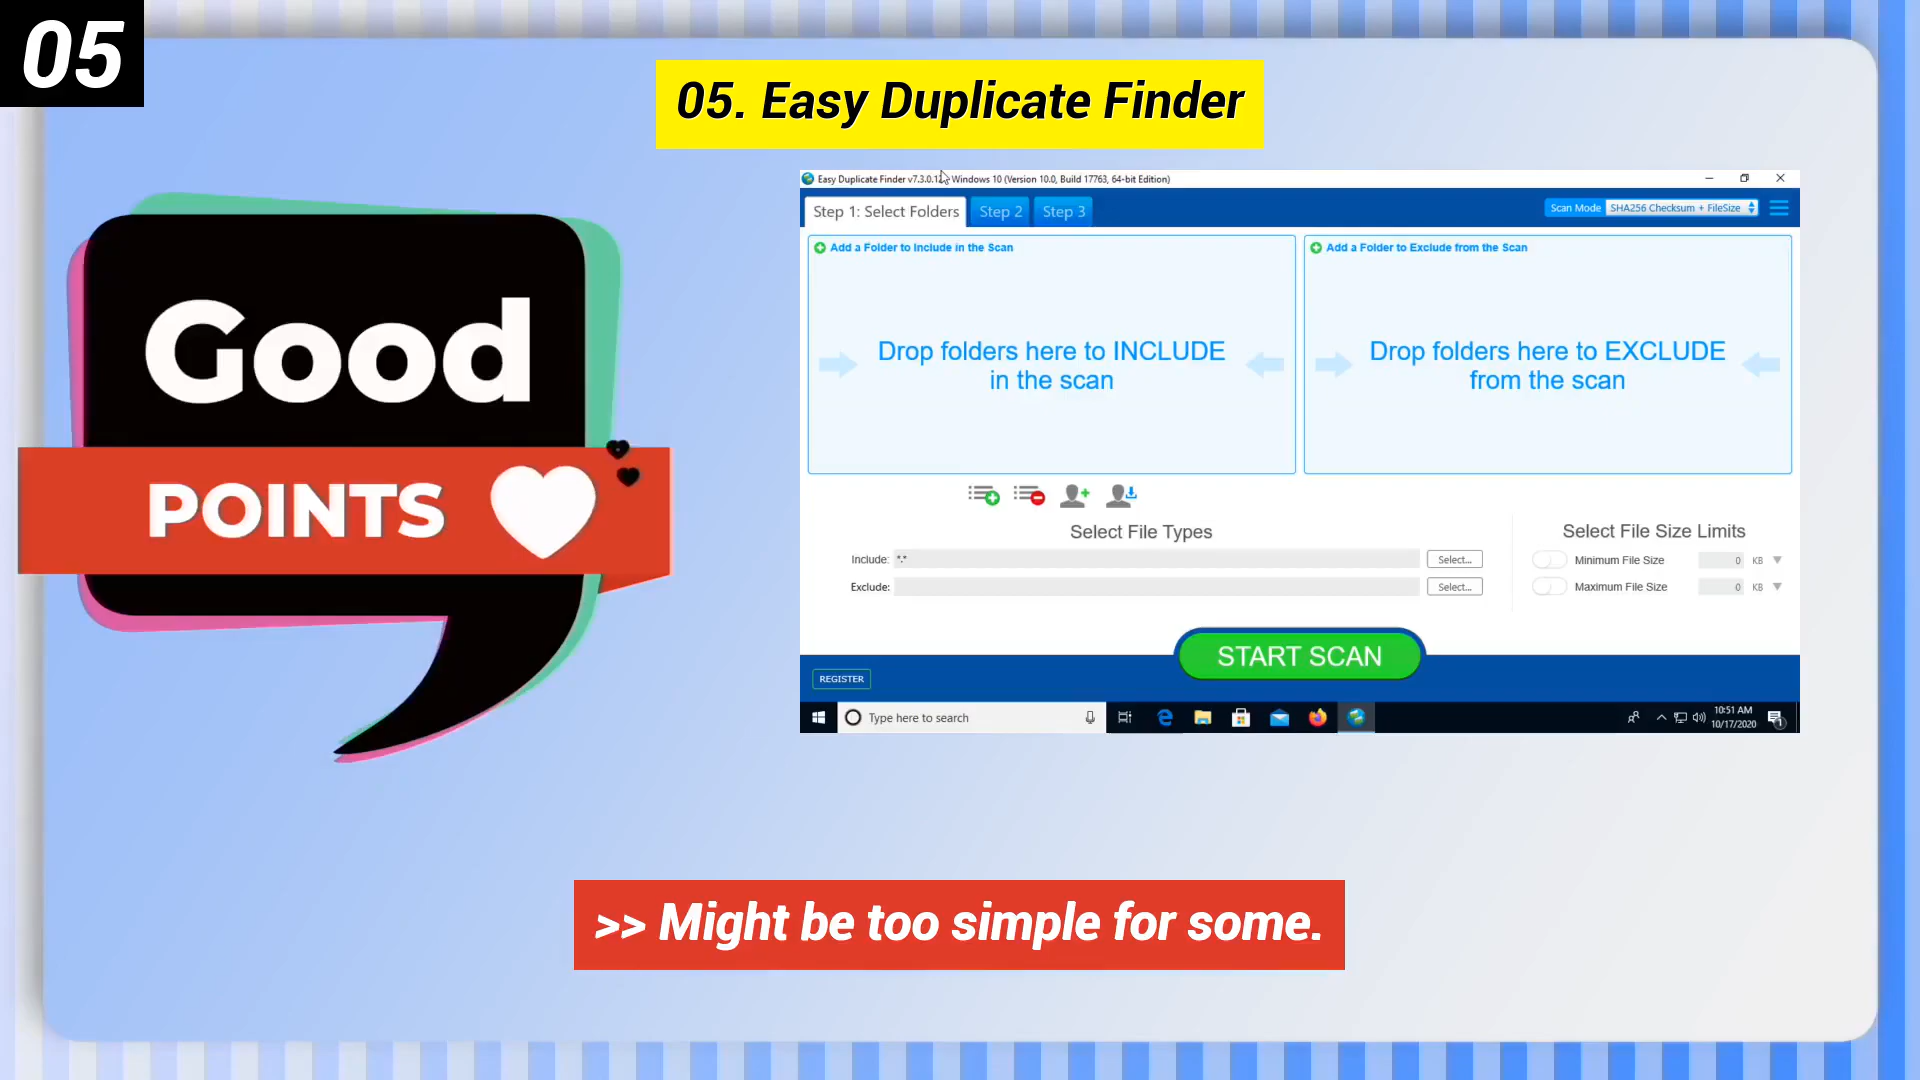 05
05. Easy Duplicate Finder
Good
POINTS
Easy Duplicate Finder v7.3.0.1 - Windows 10 (Version 10.0, Build 17763, 64-bit Edition)
Step 1: Select Folders
Step 2
Step 3
Scan Mode
SHA256 Checksum + FileSize
Add a Folder to Include in the Scan
Add a Folder to Exclude from the Scan
Drop folders here to INCLUDE
in the scan
Drop folders here to EXCLUDE
from the scan
Select File Types
Select File Size Limits
Include:
*.*
Select...
Minimum File Size
0
KB
Exclude:
Select...
Maximum File Size
0
KB
START SCAN
REGISTER
Type here to search
10:51 AM
10/17/2020
1
>> Might be too simple for some.